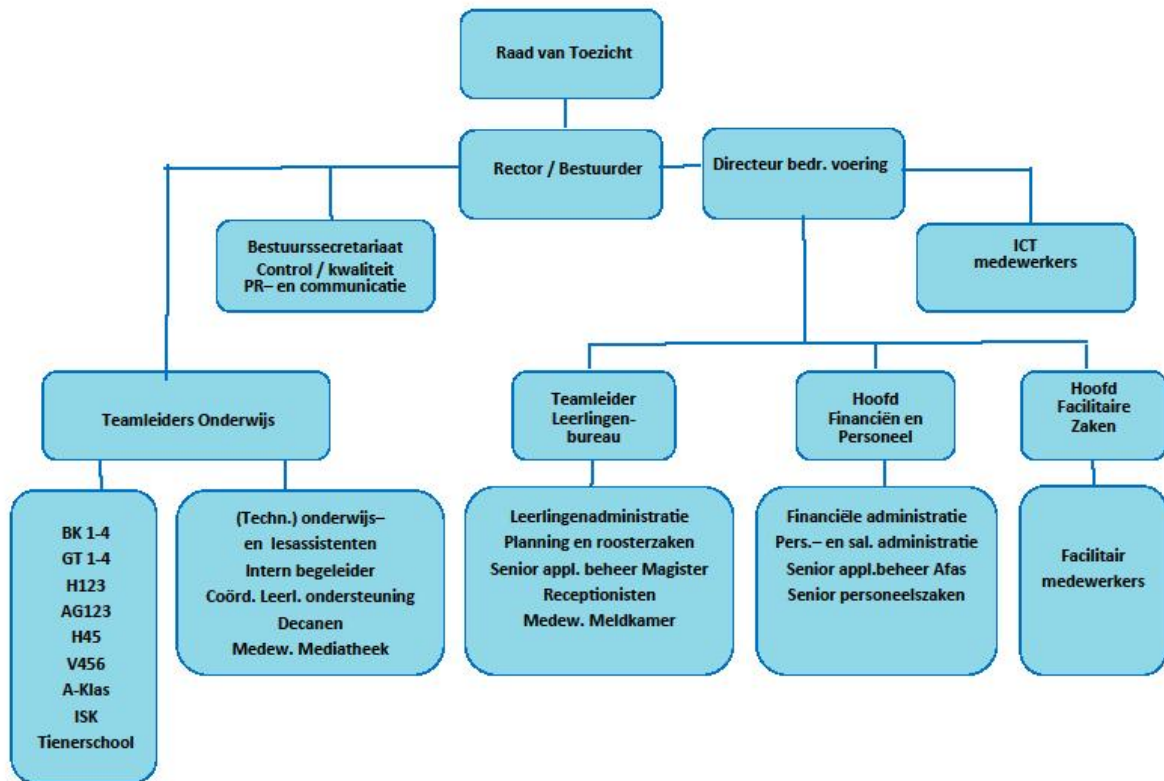 Raad van Toezicht
Rector / Bestuurder
Directeur bedr. voering
Bestuurssecretariaat
Control / kwaliteit
PR– en communicatie
ICT
medewerkers
Teamleiders Onderwijs
Teamleider
Leerlingen-
bureau
Hoofd
Financiën en
Personeel
Hoofd
Facilitaire
Zaken
BK 1-4
GT 1-4
H123
AG123
H45
V456
A-Klas
ISK
Tienerschool
(Techn.) onderwijs–
en lesassistenten
Intern begeleider
Coörd. Leerl. ondersteuning
Decanen
Medew. Mediatheek
Leerlingenadministratie
Planning en roosterzaken
Senior appl. beheer Magister
Receptionisten
Medew. Meldkamer
Financiële administratie
Pers.– en sal. administratie
Senior appl.beheer Afas
Senior personeelszaken
Facilitair
medewerkers